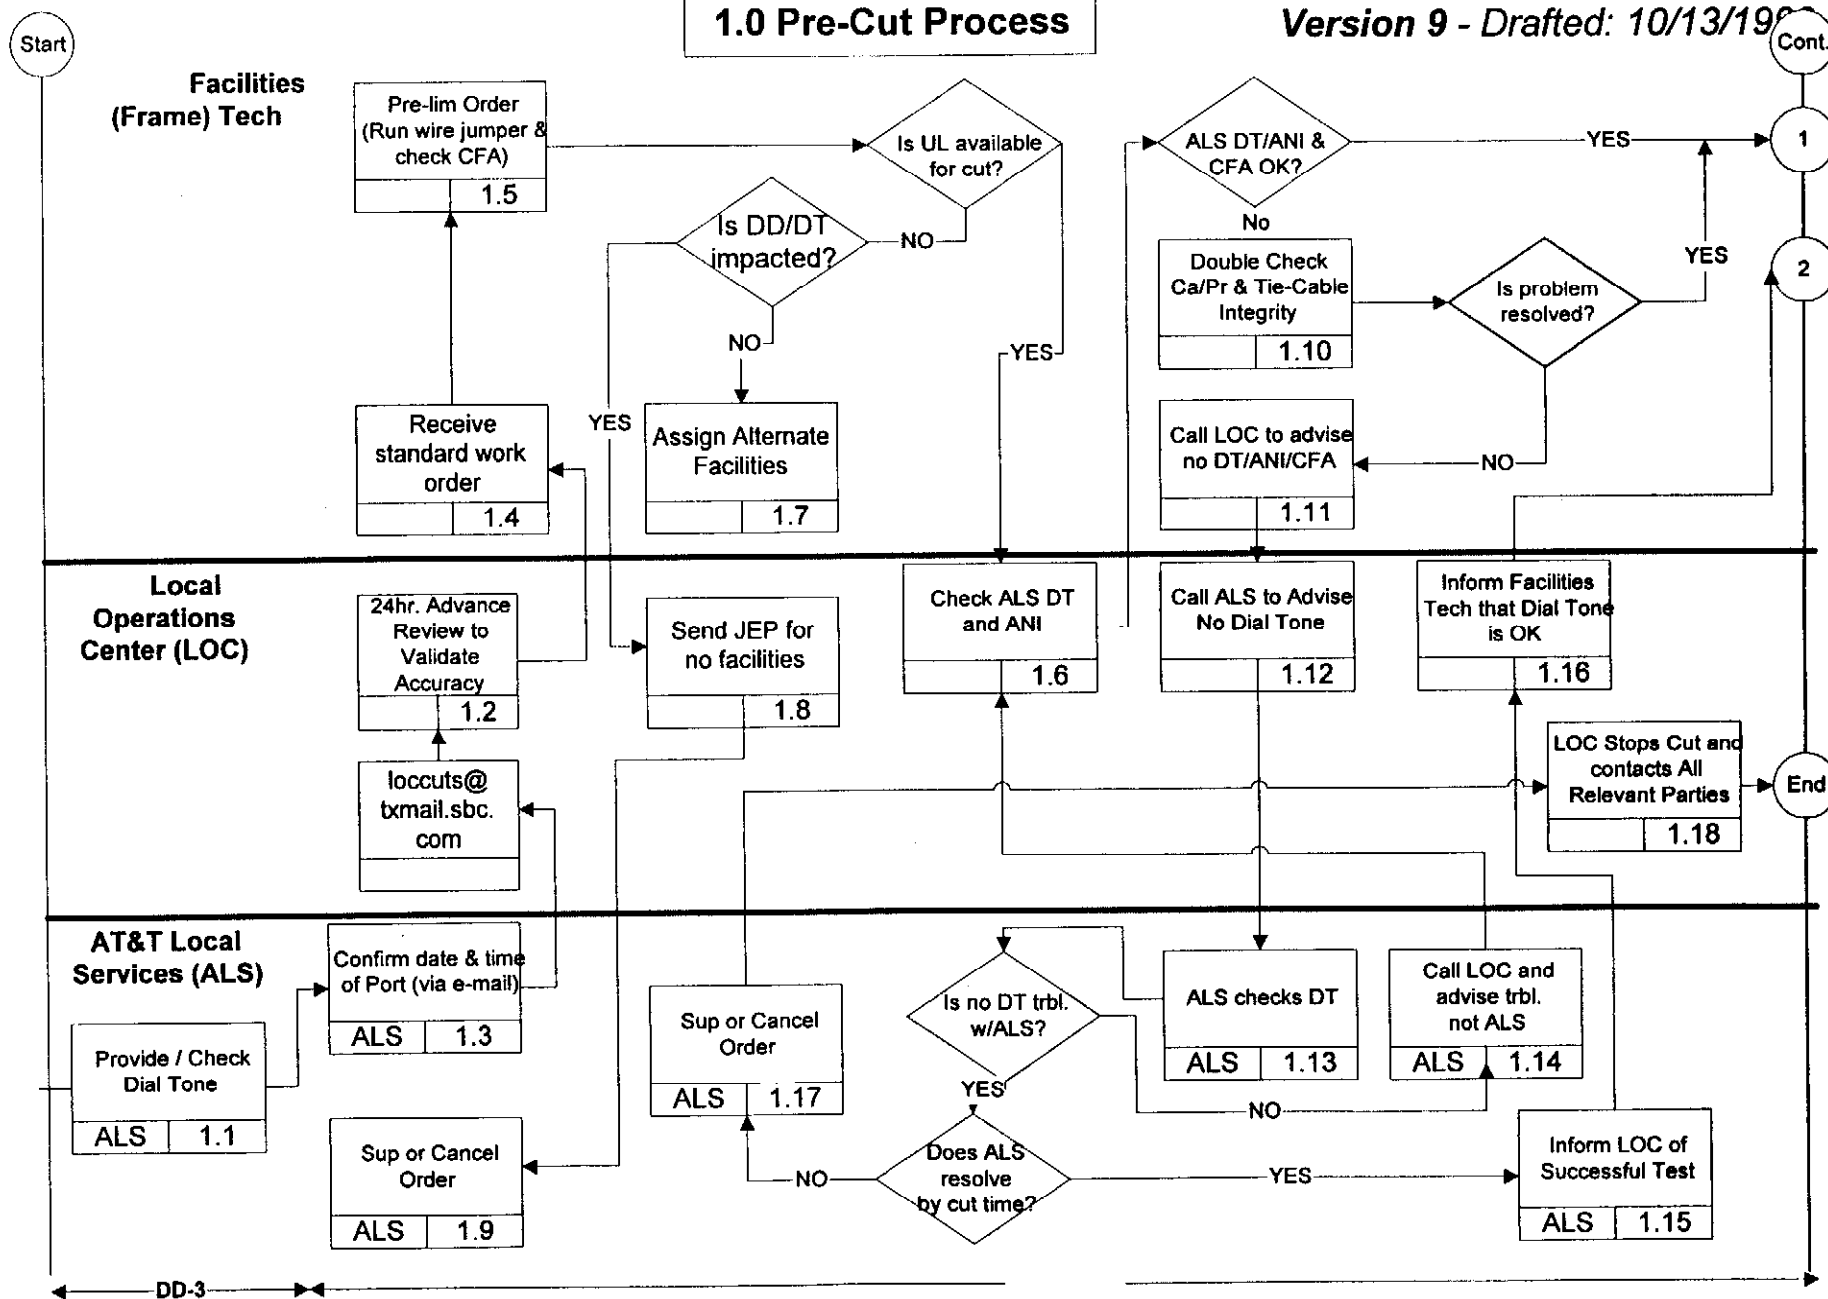 1.0 Pre-Cut Process
Version 9 - Drafted: 10/13/19
Start
Cont.
Facilities
(Frame) Tech
Pre-lim Order
(Run wire jumper &
check CFA)
1.5
Is UL available
for cut?
ALS DT/ANI &
CFA OK?
YES
1
No
Is DD/DT
impacted?
NO
Double Check
Ca/Pr & Tie-Cable
Integrity
1.10
Is problem
resolved?
YES
2
NO
YES
YES
Receive
standard work
order
1.4
Assign Alternate
Facilities
1.7
Call LOC to advise
no DT/ANI/CFA
1.11
NO
Local
Operations
Center (LOC)
24hr. Advance
Review to
Validate
Accuracy
1.2
Send JEP for
no facilities
1.8
Check ALS DT
and ANI
1.6
Call ALS to Advise
No Dial Tone
1.12
Inform Facilities
Tech that Dial Tone
is OK
1.16
loccuts@
txmail.sbc.
com
LOC Stops Cut and
contacts All
Relevant Parties
1.18
End
AT&T Local
Services (ALS)
Confirm date & time
of Port (via e-mail)
ALS 1.3
Provide / Check
Dial Tone
ALS 1.1
Sup or Cancel
Order
ALS 1.17
Is no DT trbl.
w/ALS?
ALS checks DT
ALS 1.13
Call LOC and
advise trbl.
not ALS
ALS 1.14
YES
NO
Sup or Cancel
Order
ALS 1.9
NO
Does ALS
resolve
by cut time?
YES
Inform LOC of
Successful Test
ALS 1.15
DD-3